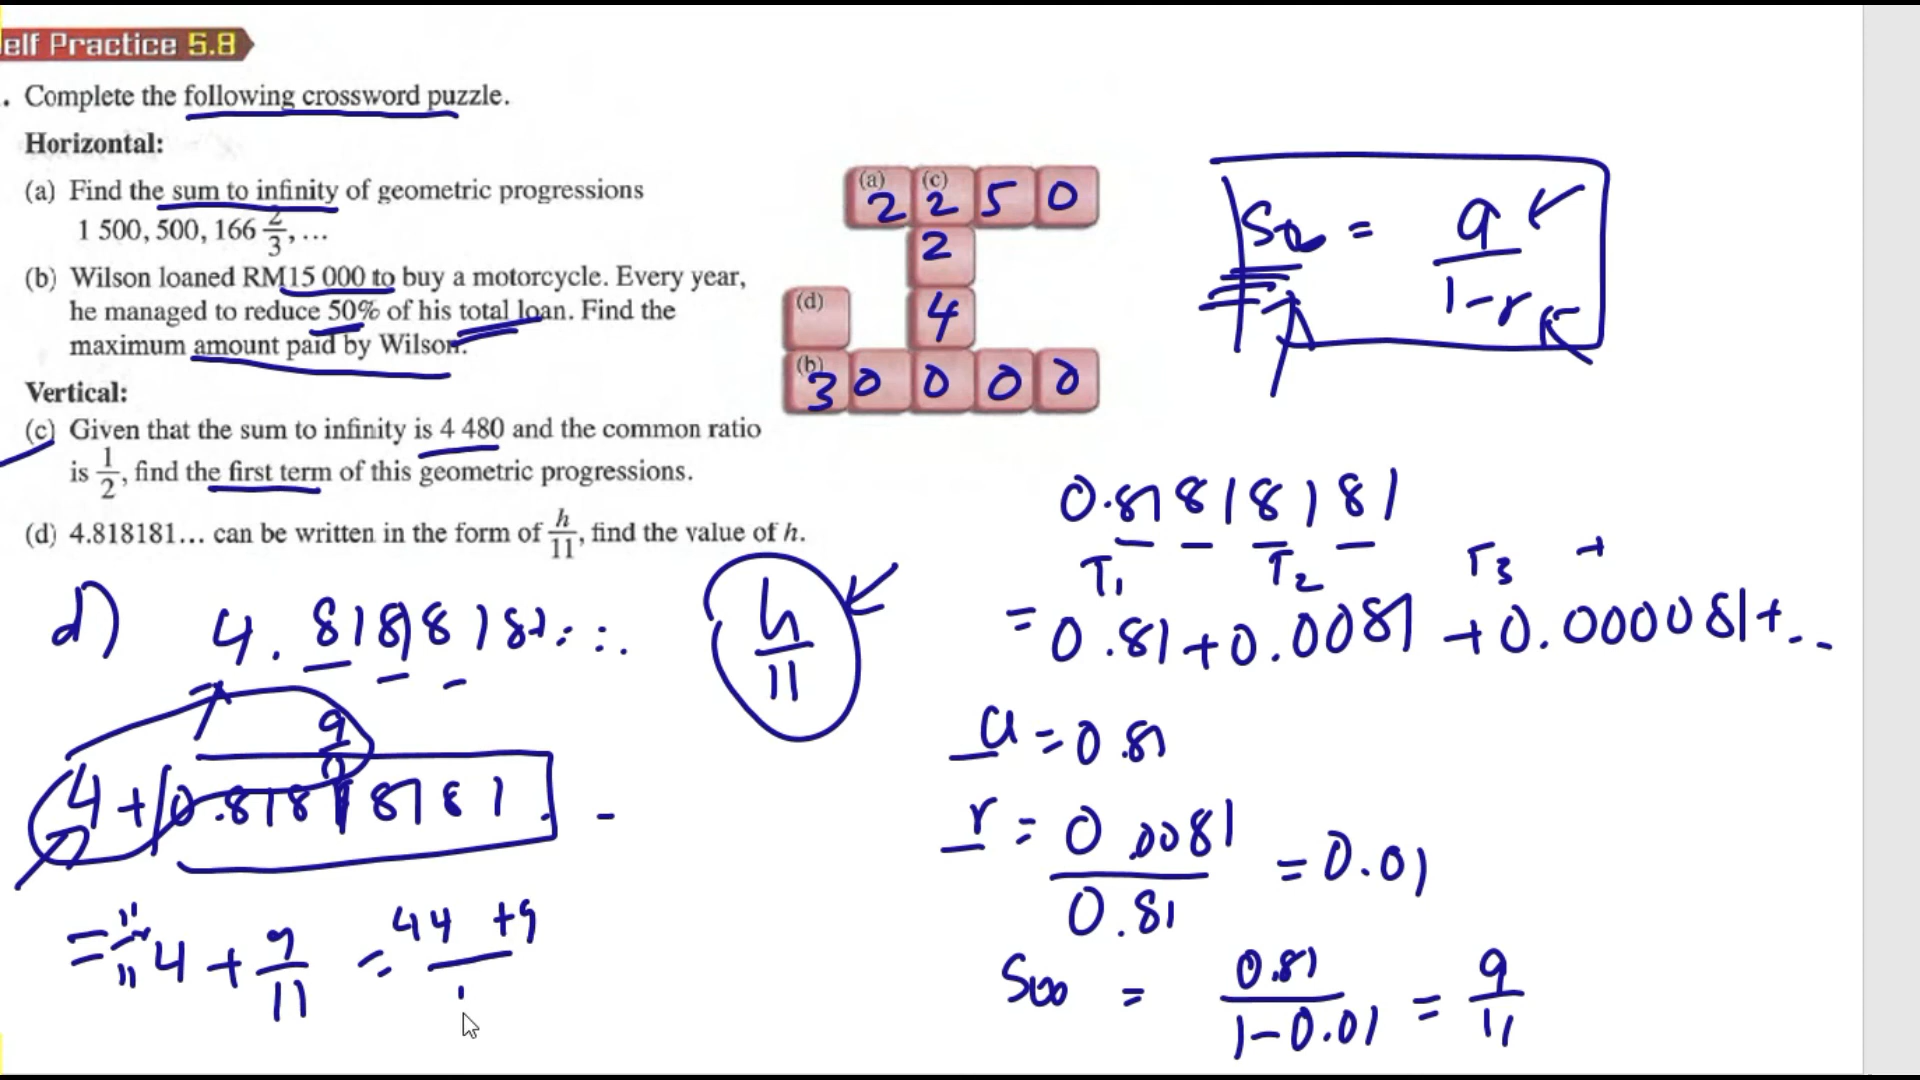 elf Practice 5.8
. Complete the following crossword puzzle.
Horizontal:
(a) Find the sum to infinity of geometric progressions
1 500, 500, 166 2/3, ...
(b) Wilson loaned RM15 000 to buy a motorcycle. Every year,
he managed to reduce 50% of his total loan. Find the
maximum amount paid by Wilson.
Vertical:
(c) Given that the sum to infinity is 4 480 and the common ratio
is 1/2, find the first term of this geometric progressions.
(d) 4.818181... can be written in the form of h/11, find the value of h.
(a) 2 (c) 2 5 0
2
(d) 4
(b) 3 0 0 0 0
S∞ = a/1-r
d) 4.81818181...
h/11
4+0.81818181
9/11
= 11/11 4 + 9/11 = 44 +9
0.81818181
T1 T2 T3 +
= 0.81+0.0081+0.000081+...
a = 0.81
r = 0.0081/0.81 = 0.01
S∞ = 0.81/1-0.01 = 9/11